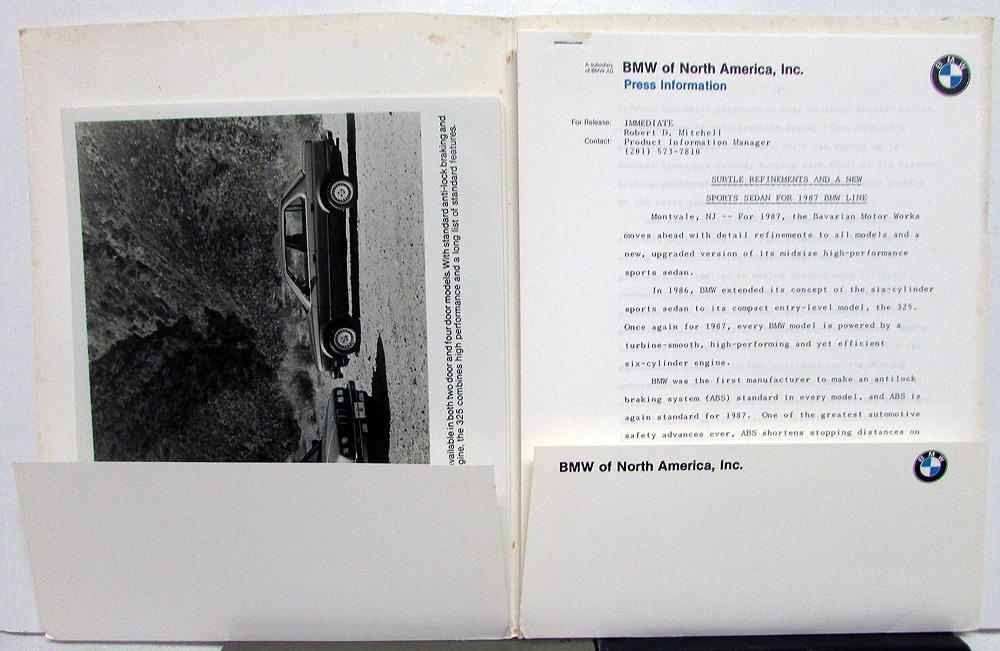 vailable in both two door and four door models. With standard anti-lock braking and
gine, the 325 combines high performance and a long list of standard features.
A subsidiary
of BMW AG
BMW of North America, Inc.
Press Information
BMW
For Release:
IMMEDIATE
Robert D. Mitchell
Contact:
Product Information Manager
(201) 573-7810
SUBTLE REFINEMENTS AND A NEW
SPORTS SEDAN FOR 1987 BMW LINE
Montvale, NJ -- For 1987, the Bavarian Motor Works
moves ahead with detail refinements to all models and a
new, upgraded version of its midsize high-performance
sports sedan.
In 1986, BMW extended its concept of the six-cylinder
sports sedan to its compact entry-level model, the 325.
Once again for 1987, every BMW model is powered by a
turbine-smooth, high-performing and yet efficient
six-cylinder engine.
BMW was the first manufacturer to make an antilock
braking system (ABS) standard in every model, and ABS is
again standard for 1987. One of the greatest automotive
safety advances ever, ABS shortens stopping distances on
BMW of North America, Inc.
BMW